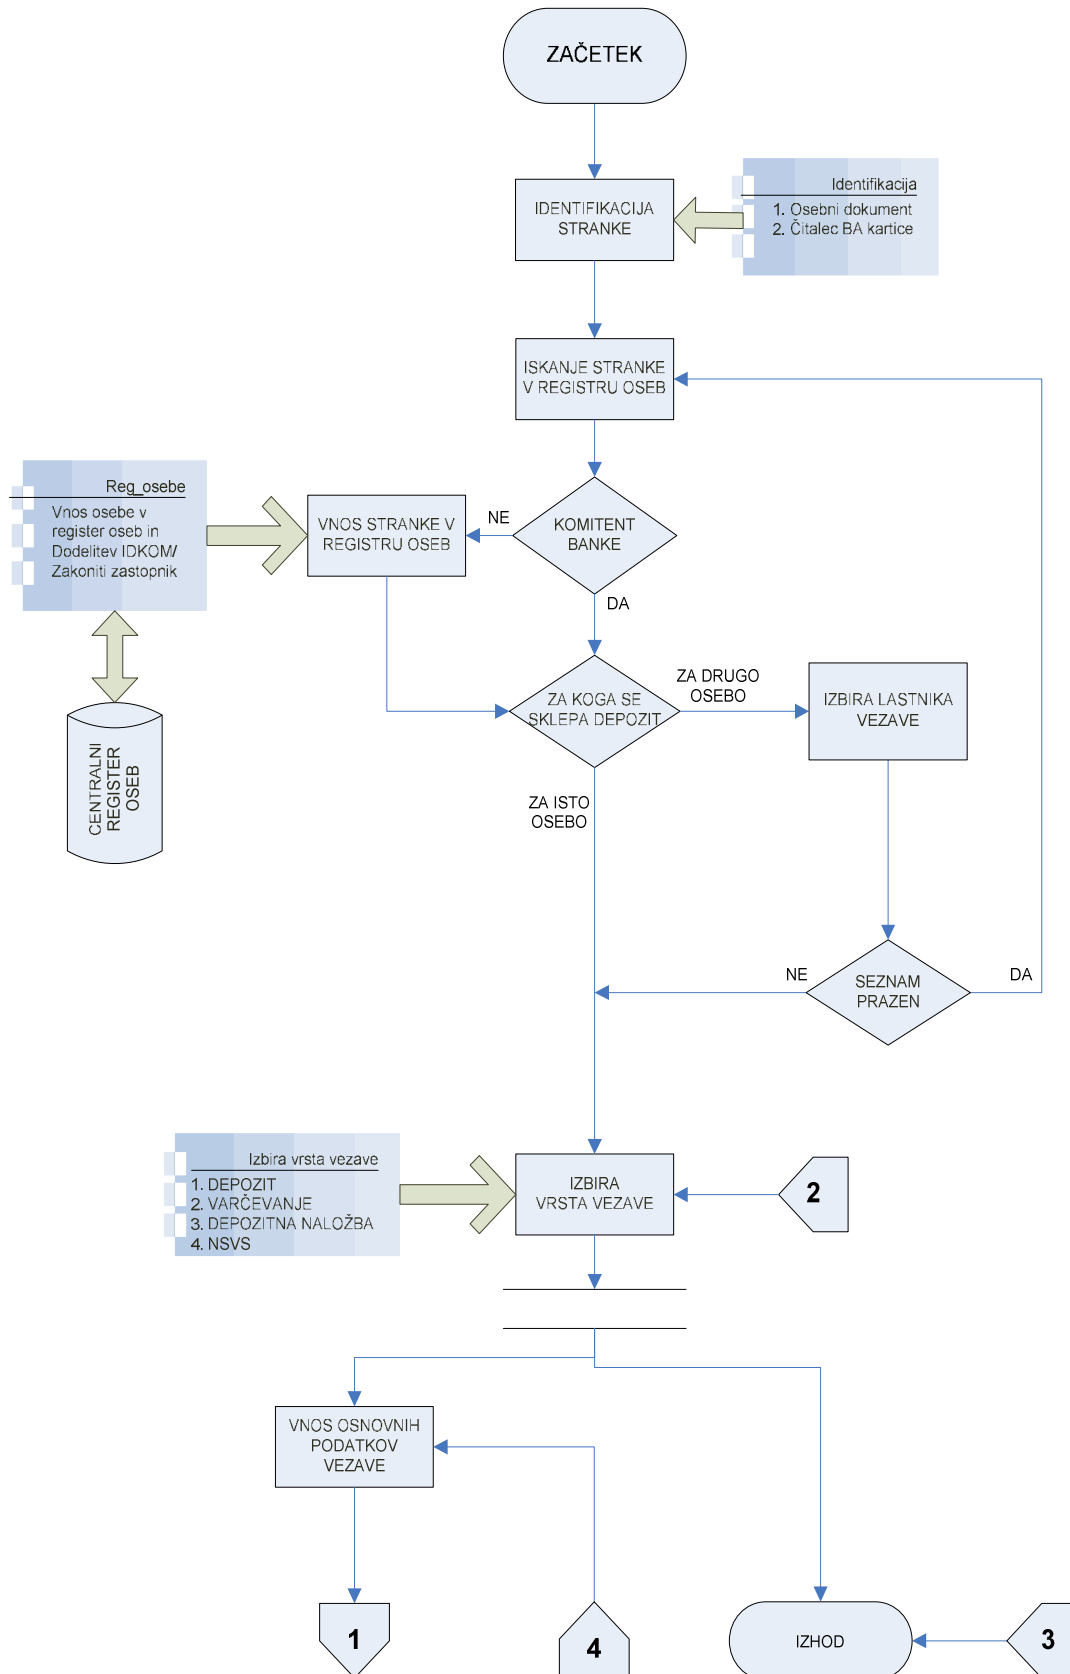 ZAČETEK
IDENTIFIKACIJA
STRANKE
Identifikacija
1. Osebni dokument
2. Čitalec BA kartice
ISKANJE STRANKE
V REGISTRU OSEB
Reg_osebe
Vnos osebe v
register oseb in
Dodelitev IDKOM/
Zakoniti zastopnik
VNOS STRANKE V
REGISTRU OSEB
NE
KOMITENT
BANKE
DA
CENTRALNI
REGISTER
OSEB
ZA KOGA SE
SKLEPA DEPOZIT
ZA DRUGO
OSEBO
IZBIRA LASTNIKA
VEZAVE
ZA ISTO
OSEBO
NE
SEZNAM
PRAZEN
DA
Izbira vrsta vezave
1. DEPOZIT
2. VARČEVANJE
3. DEPOZITNA NALOŽBA
4. NSVS
IZBIRA
VRSTA VEZAVE
2
VNOS OSNOVNIH
PODATKOV
VEZAVE
1
4
IZHOD
3